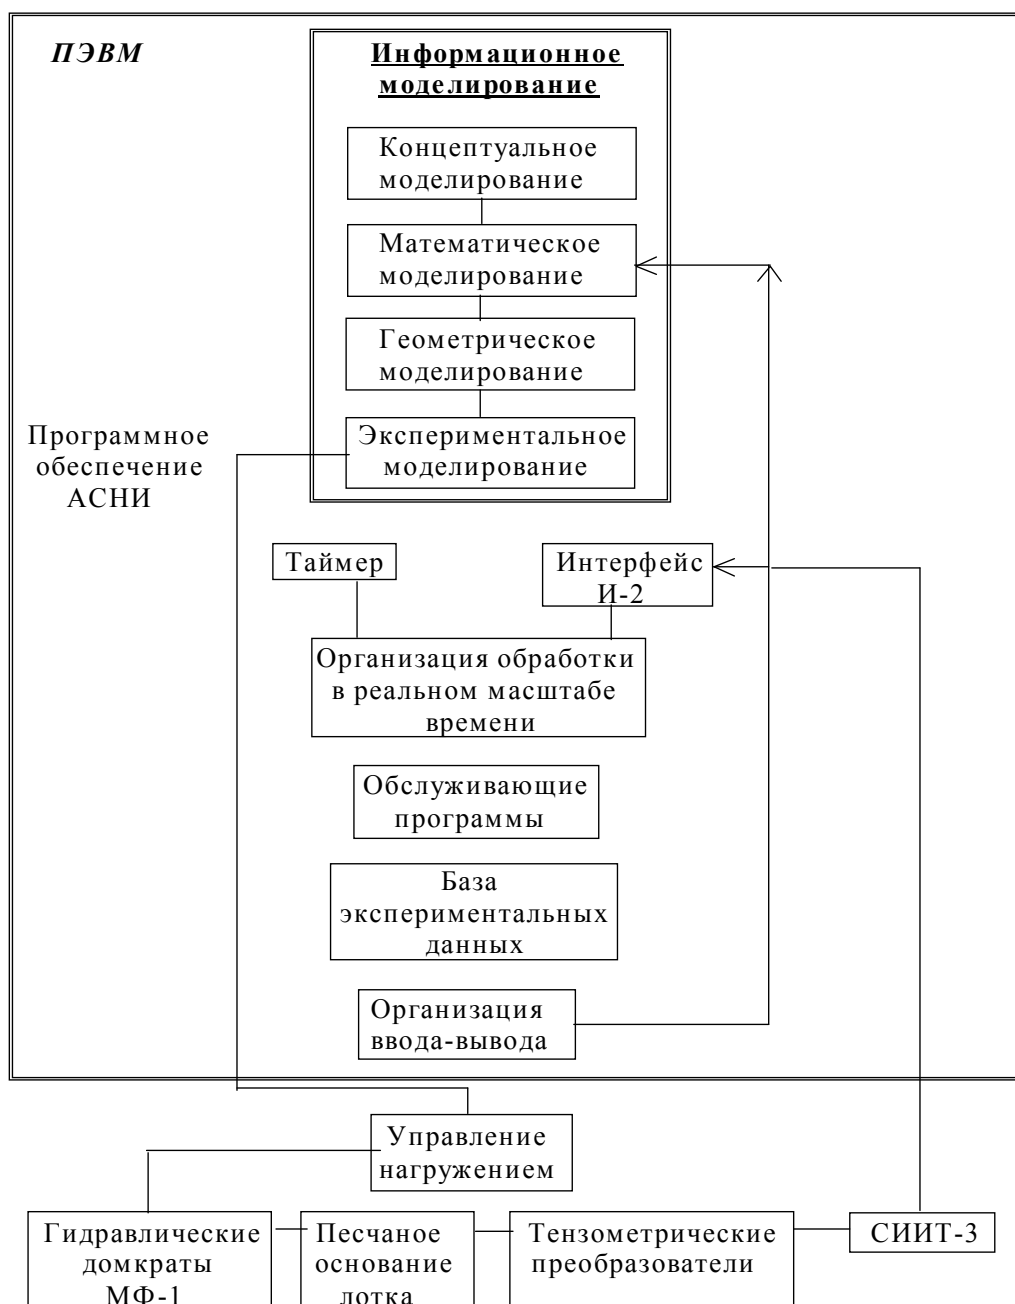 ПЭВМ
Информационное
моделирование
Концептуальное
моделирование
Математическое
моделирование
Геометрическое
моделирование
Программное
обеспечение
АСНИ
Экспериментальное
моделирование
Таймер
Интерфейс
И-2
Организация обработки
в реальном масштабе
времени
Обслуживающие
программы
База
экспериментальных
данных
Организация
ввода-вывода
Управление
нагружением
Гидравлические
домкраты
МФ-1
Песчаное
основание
лотка
Тензометрические
преобразователи
СИИТ-3